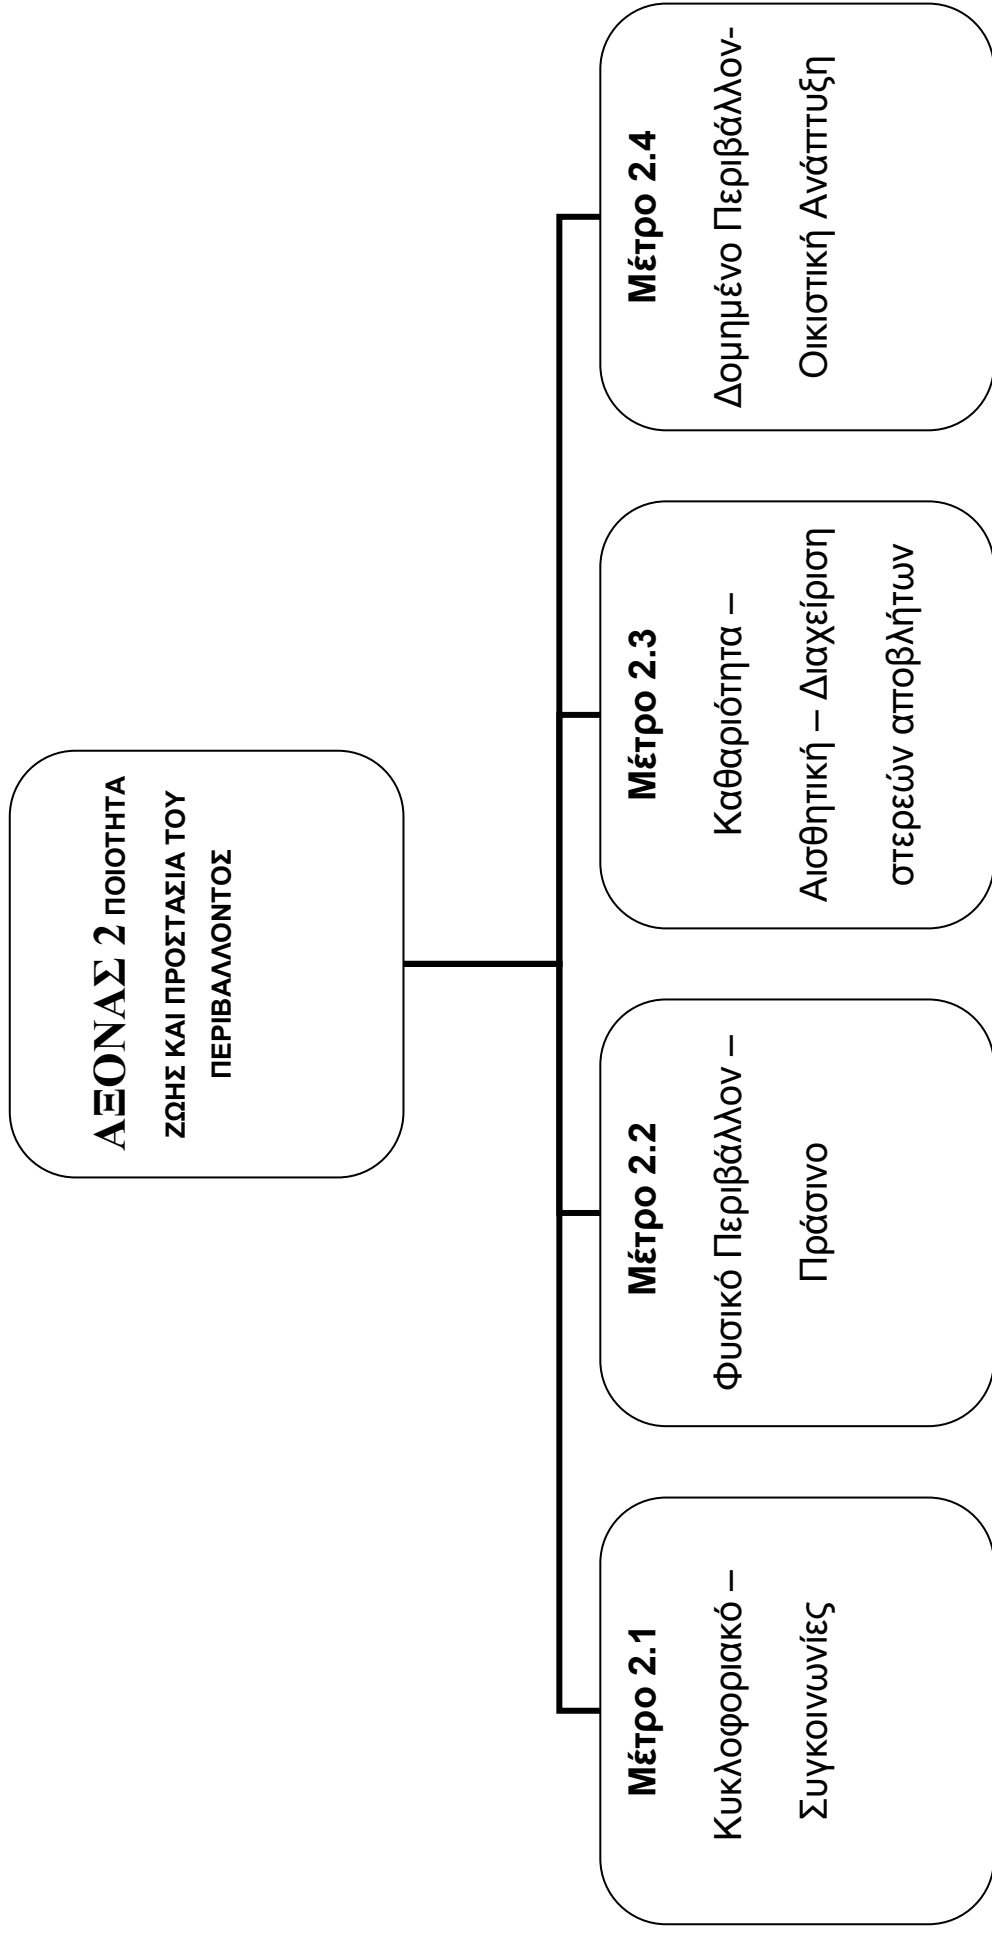 ΑΞΟΝΑΣ 2 ΠΟΙΟΤΗΤΑ
ΖΩΗΣ ΚΑΙ ΠΡΟΣΤΑΣΙΑ ΤΟΥ
ΠΕΡΙΒΑΛΛΟΝΤΟΣ
Μέτρο 2.1
Κυκλοφοριακό –
Συγκοινωνίες
Μέτρο 2.2
Φυσικό Περιβάλλον –
Πράσινο
Μέτρο 2.3
Καθαριότητα –
Αισθητική – Διαχείριση
στερεών αποβλήτων
Μέτρο 2.4
Δομημένο Περιβάλλον-
Οικιστική Ανάπτυξη